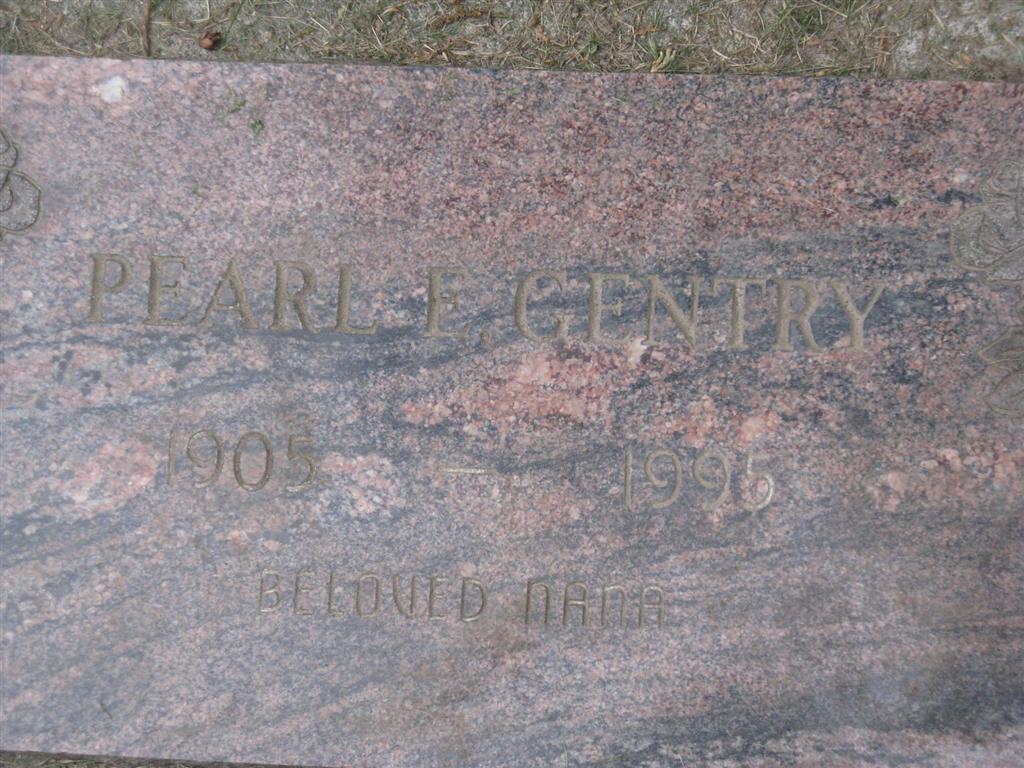 PEARL E. GENTRY
1905 — 1995
BELOVED NANA